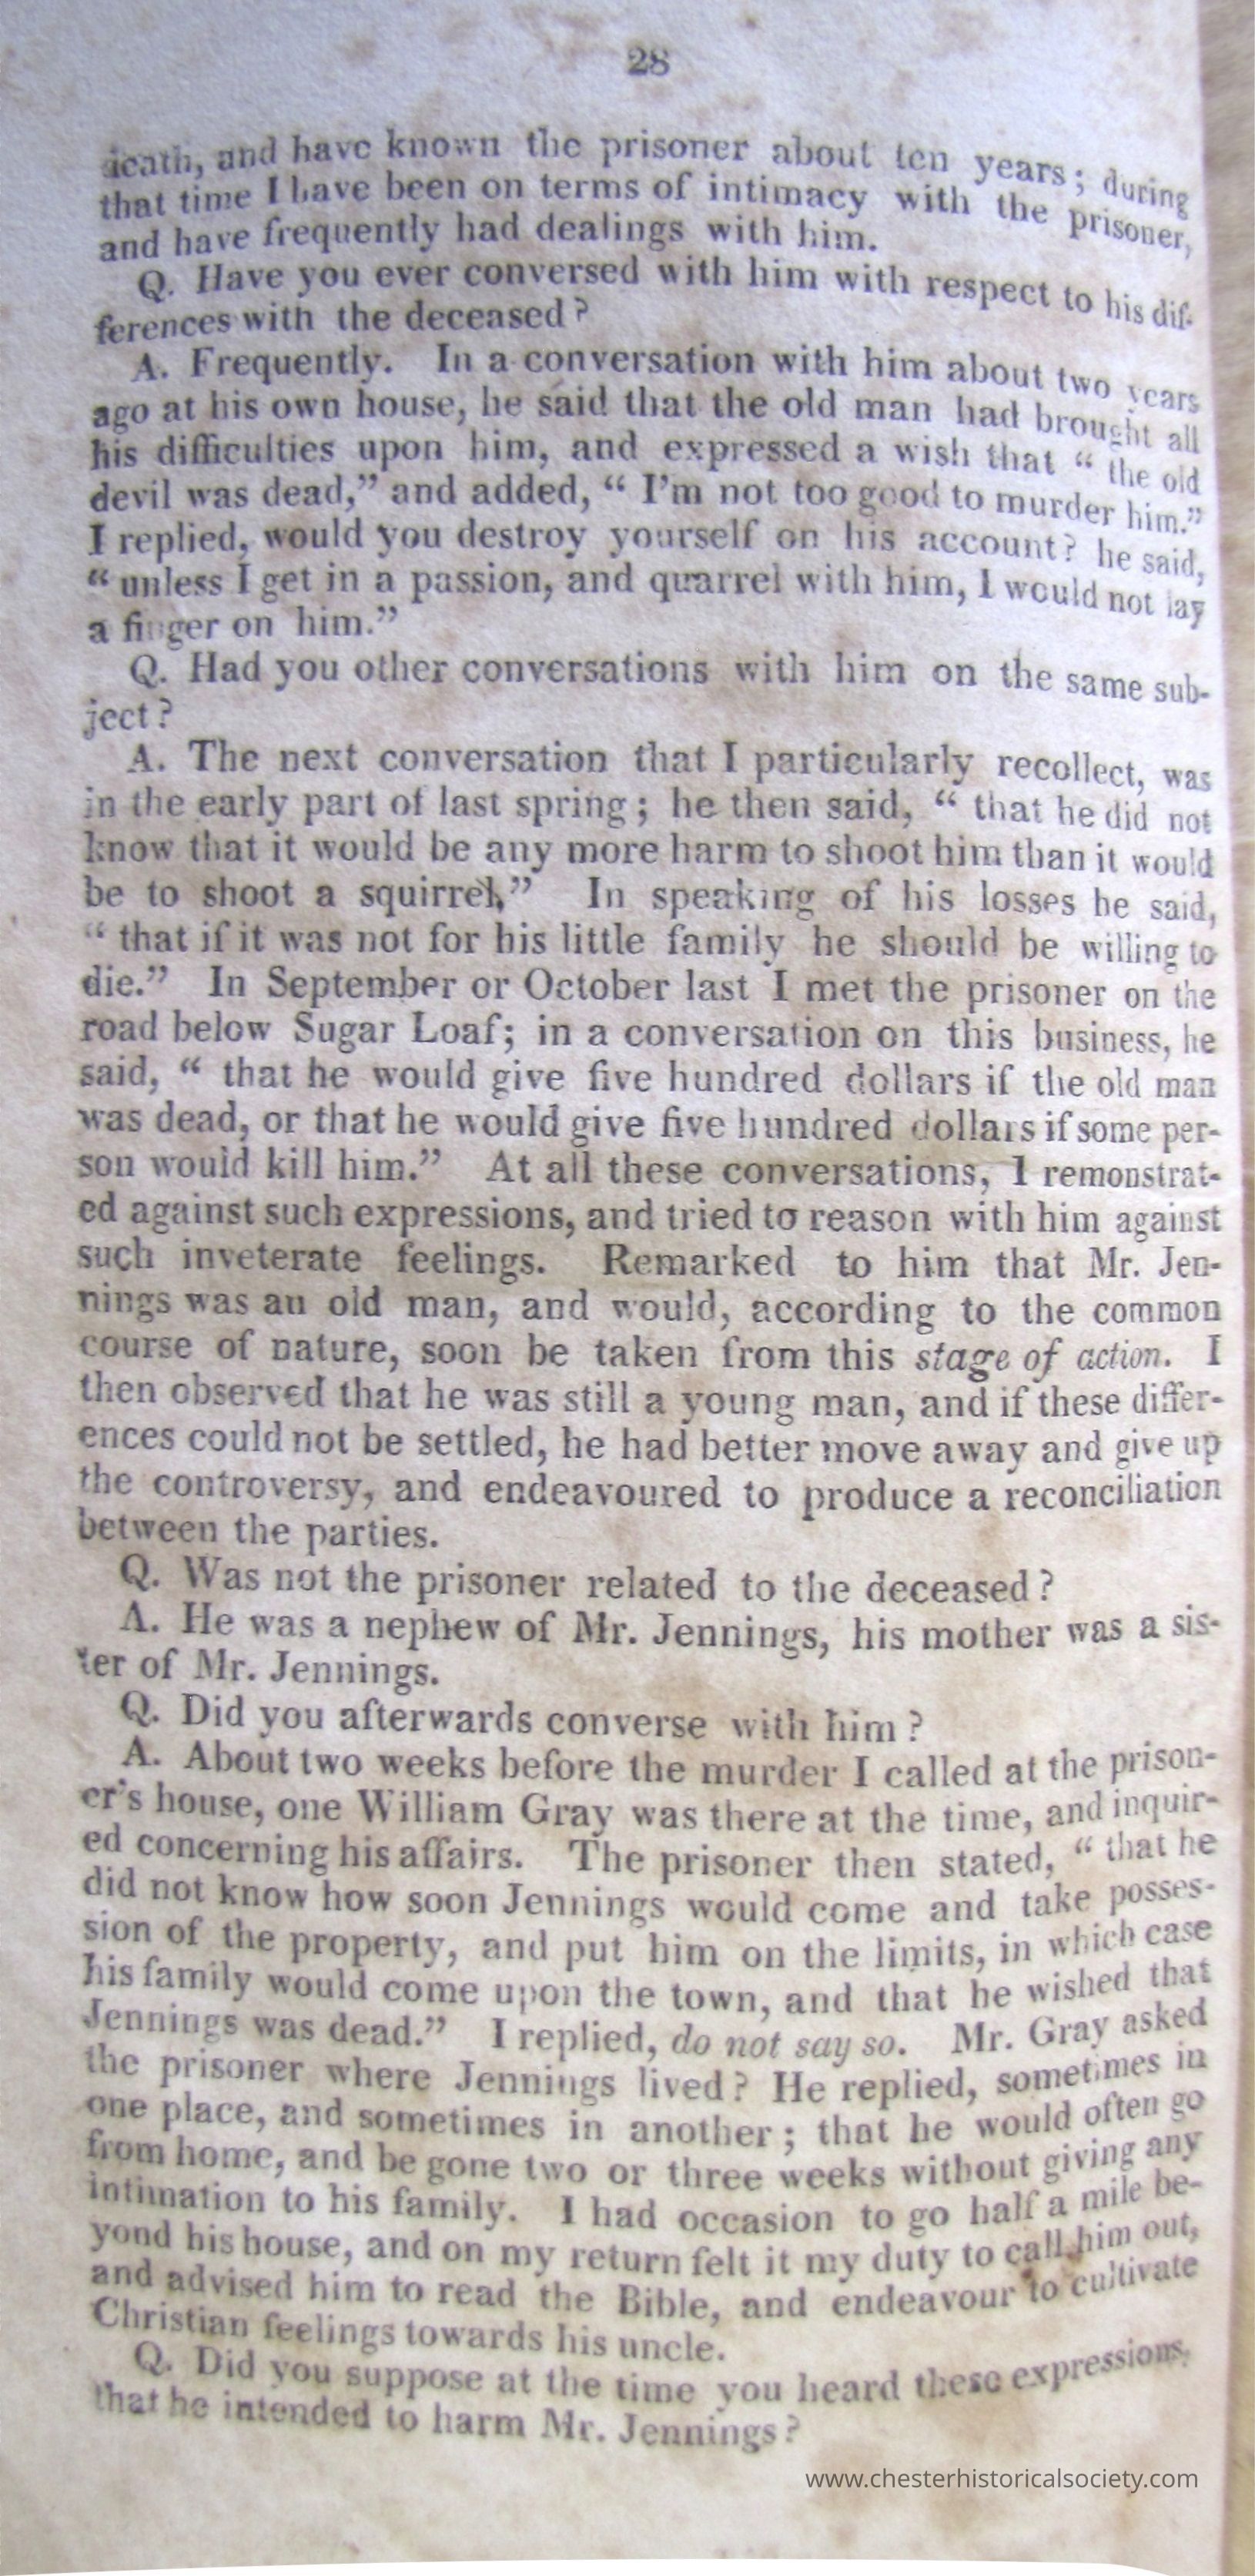 28
death, and have known the prisoner about ten years; during
that time I have been on terms of intimacy with the prisoner,
and have frequently had dealings with him.
Q. Have you ever conversed with him with respect to his dif-
ferences with the deceased?
A. Frequently. In a conversation with him about two years
ago at his own house, he said that the old man had brought all
his difficulties upon him, and expressed a wish that “ the old
devil was dead,” and added, “ I’m not too good to murder him.”
I replied, would you destroy yourself on his account? he said,
“ unless I get in a passion, and quarrel with him, I would not lay
a finger on him.”
Q. Had you other conversations with him on the same sub-
ject?
A. The next conversation that I particularly recollect, was
in the early part of last spring; he then said, “ that he did not
know that it would be any more harm to shoot him than it would
be to shoot a squirrel,” In speaking of his losses he said,
“ that if it was not for his little family he should be willing to
die.” In September or October last I met the prisoner on the
road below Sugar Loaf; in a conversation on this business, he
said, “ that he would give five hundred dollars if the old man
was dead, or that he would give five hundred dollars if some per-
son would kill him.” At all these conversations, I remonstrat-
ed against such expressions, and tried to reason with him against
such inveterate feelings. Remarked to him that Mr. Jen-
nings was an old man, and would, according to the common
course of nature, soon be taken from this stage of action. I
then observed that he was still a young man, and if these differ-
ences could not be settled, he had better move away and give up
the controversy, and endeavoured to produce a reconciliation
between the parties.
Q. Was not the prisoner related to the deceased?
A. He was a nephew of Mr. Jennings, his mother was a sis-
ter of Mr. Jennings.
Q. Did you afterwards converse with him?
A. About two weeks before the murder I called at the prison-
er's house, one William Gray was there at the time, and inquir-
ed concerning his affairs. The prisoner then stated, “ that he
did not know how soon Jennings would come and take posses-
sion of the property, and put him on the limits, in which case
his family would come upon the town, and that he wished that
Jennings was dead.” I replied, do not say so. Mr. Gray asked
the prisoner where Jennings lived? He replied, sometimes in
one place, and sometimes in another; that he would often go
from home, and be gone two or three weeks without giving any
intimation to his family. I had occasion to go half a mile be-
yond his house, and on my return felt it my duty to call him out,
and advised him to read the Bible, and endeavour to cultivate
Christian feelings towards his uncle.
Q. Did you suppose at the time you heard these expressions,
that he intended to harm Mr. Jennings?
www.chesterhistoricalsociety.com